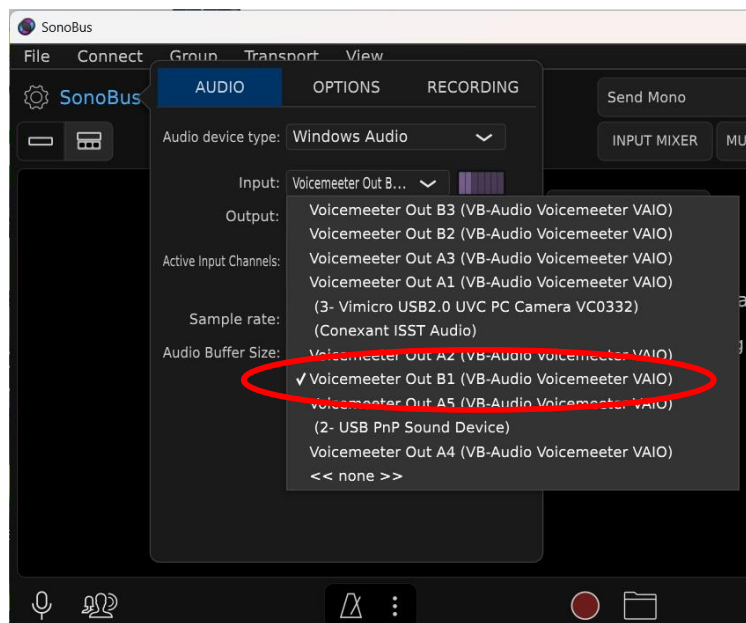 SonoBus
File Connect Group Transport View
SonoBus
AUDIO OPTIONS RECORDING
Send Mono
Audio device type: Windows Audio
INPUT MIXER MU
Input: Voicemeeter Out B...
Output:
Active Input Channels:
Sample rate:
Audio Buffer Size:
Voicemeeter Out B3 (VB-Audio Voicemeeter VAIO)
Voicemeeter Out B2 (VB-Audio Voicemeeter VAIO)
Voicemeeter Out A3 (VB-Audio Voicemeeter VAIO)
Voicemeeter Out A1 (VB-Audio Voicemeeter VAIO)
(3- Vimicro USB2.0 UVC PC Camera VC0332)
(Conexant ISST Audio)
Voicemeeter Out A2 (VB-Audio Voicemeeter VAIO)
✓ Voicemeeter Out B1 (VB-Audio Voicemeeter VAIO)
Voicemeeter Out A5 (VB-Audio Voicemeeter VAIO)
(2- USB PnP Sound Device)
Voicemeeter Out A4 (VB-Audio Voicemeeter VAIO)
<< none >>